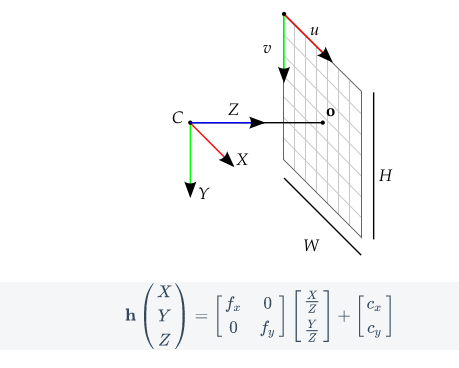 u
v
o
C
Z
X
Y
H
W
h(X Y Z) = [f_x 0 0 f_y] [X/Z Y/Z] + [c_x c_y]